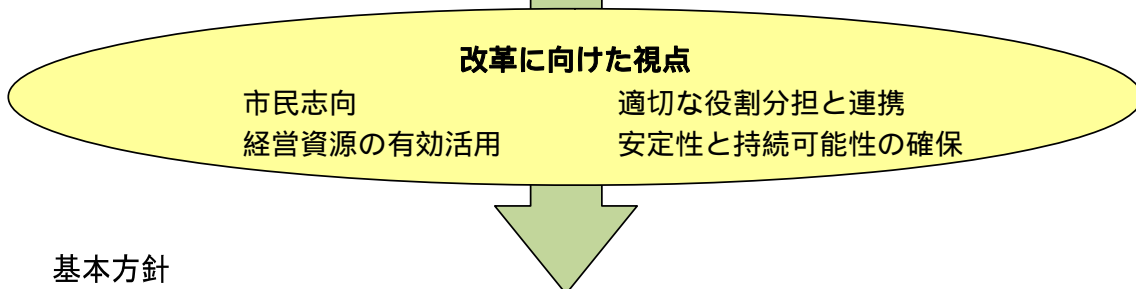 改革に向けた視点
市民志向 適切な役割分担と連携
経営資源の有効活用 安定性と持続可能性の確保
基本方針